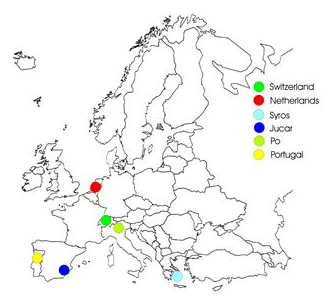 Switzerland
Netherlands
Syros
Jucar
Po
Portugal